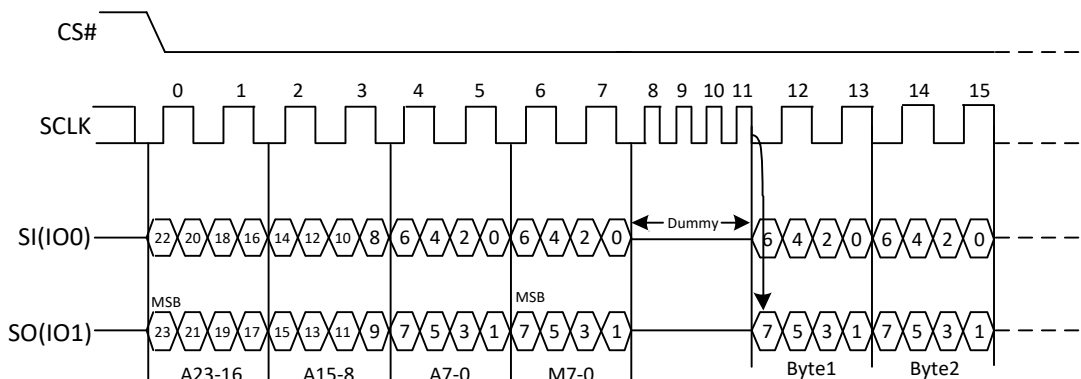 CS#
0 1 2 3 4 5 6 7 8 9 10 11 12 13 14 15
SCLK
Dummy
SI(IO0) 22 20 18 16 14 12 10 8 6 4 2 0 6 4 2 0 6 4 2 0 6 4 2 0
MSB MSB
SO(IO1) 23 21 19 17 15 13 11 9 7 5 3 1 7 5 3 1 7 5 3 1 7 5 3 1
A23-16 A15-8 A7-0 M7-0 Byte1 Byte2